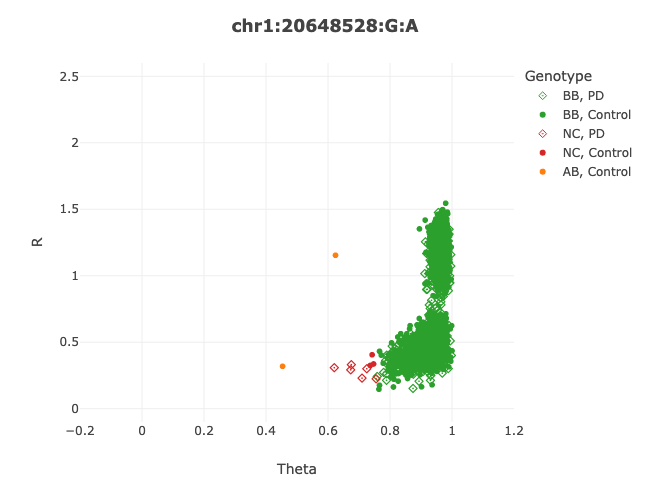 chr1:20648528:G:A
Genotype
BB, PD
BB, Control
NC, PD
NC, Control
AB, Control
2.5
2
1.5
1
0.5
0
R
−0.2 0 0.2 0.4 0.6 0.8 1 1.2
Theta